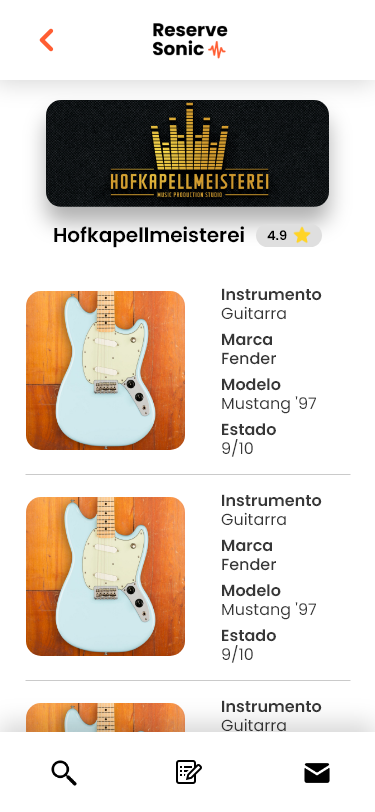 Reserve
Sonic
HOFKAPELLMEISTEREI
MUSIC PRODUCTION STUDIO
Hofkapellmeisterei 4.9
Instrumento
Guitarra
Marca
Fender
Modelo
Mustang '97
Estado
9/10
Instrumento
Guitarra
Marca
Fender
Modelo
Mustang '97
Estado
9/10
Instrumento
Guitarra